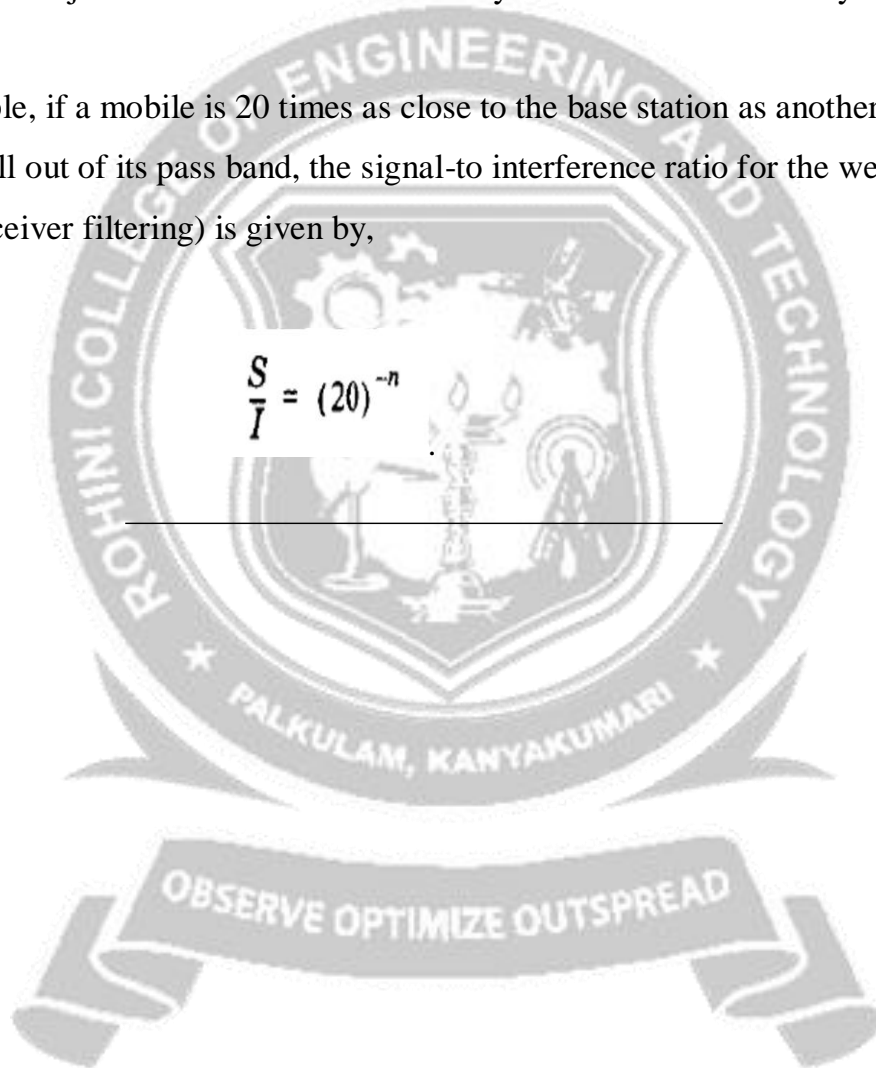 ple, if a mobile is 20 times as close to the base station as another
ll out of its pass band, the signal-to interference ratio for the we
ceiver filtering) is given by,
S/I = (20)^-n
.
ROHINI COLLEGE OF ENGINEERING AND TECHNOLOGY
★ PALKULAM, KANYAKUMARI ★
OBSERVE OPTIMIZE OUTSPREAD